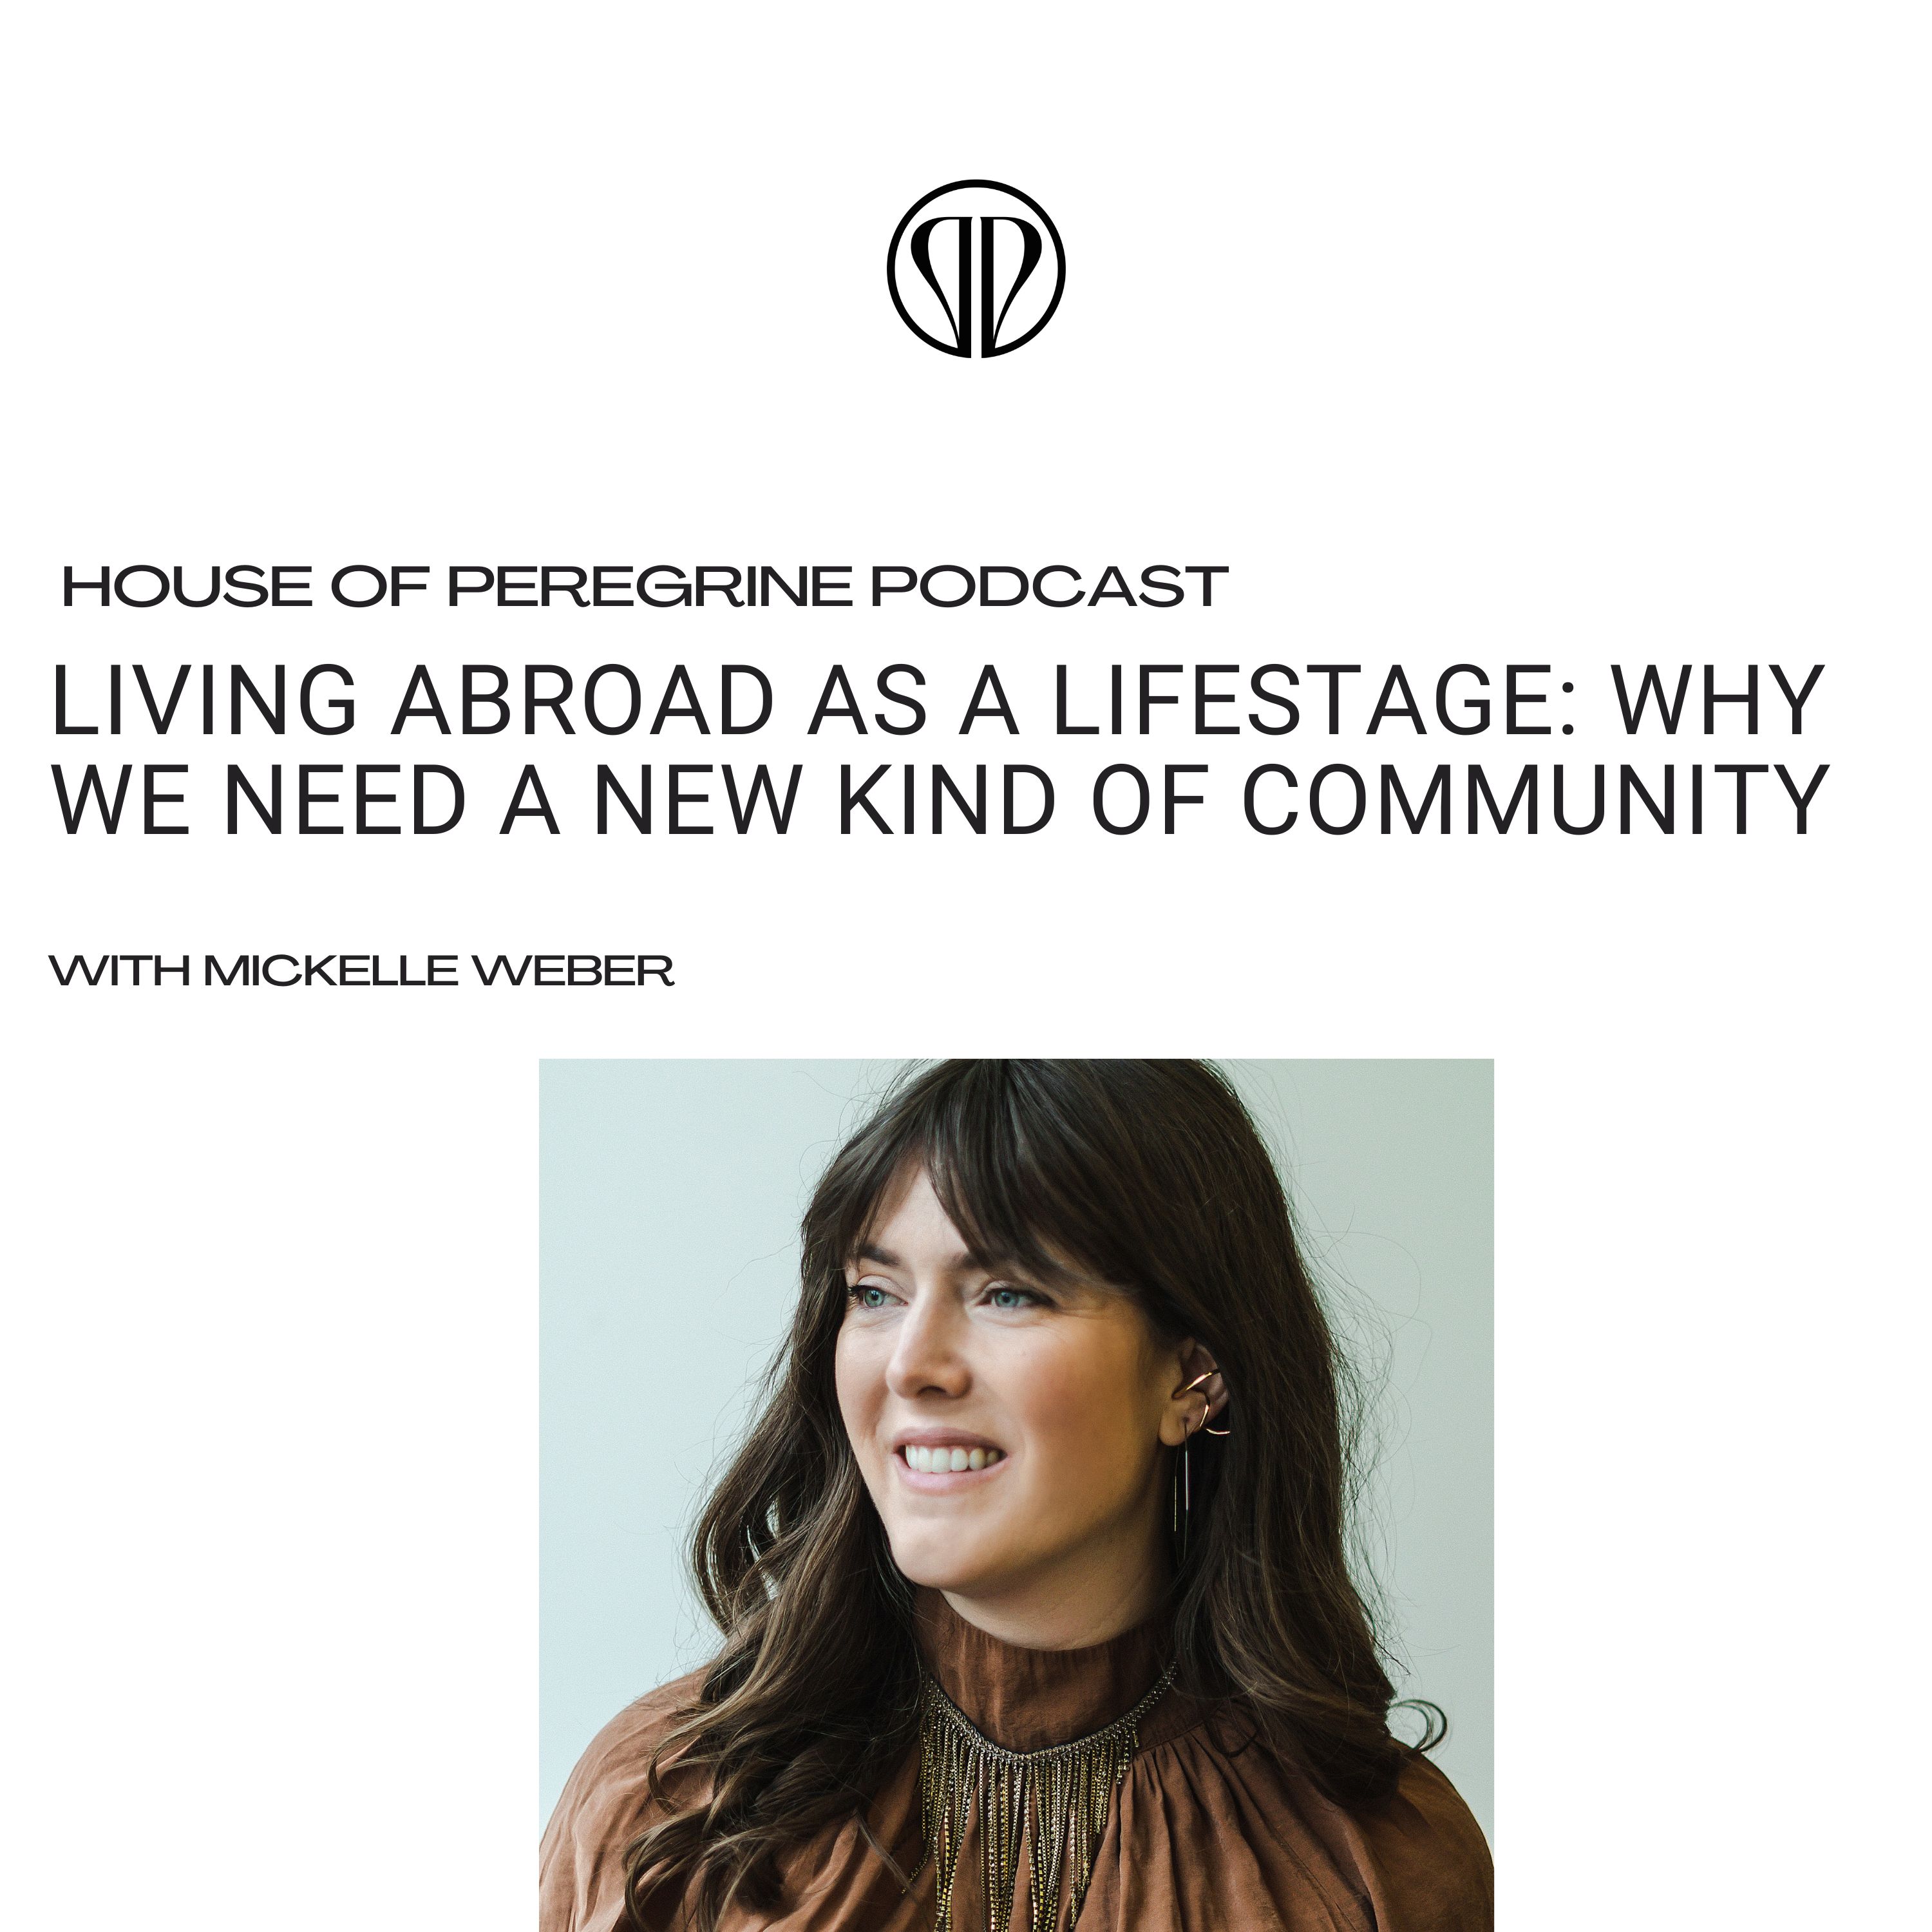 HOUSE OF PEREGRINE PODCAST
LIVING ABROAD AS A LIFESTAGE: WHY
WE NEED A NEW KIND OF COMMUNITY
WITH MICKELLE WEBER